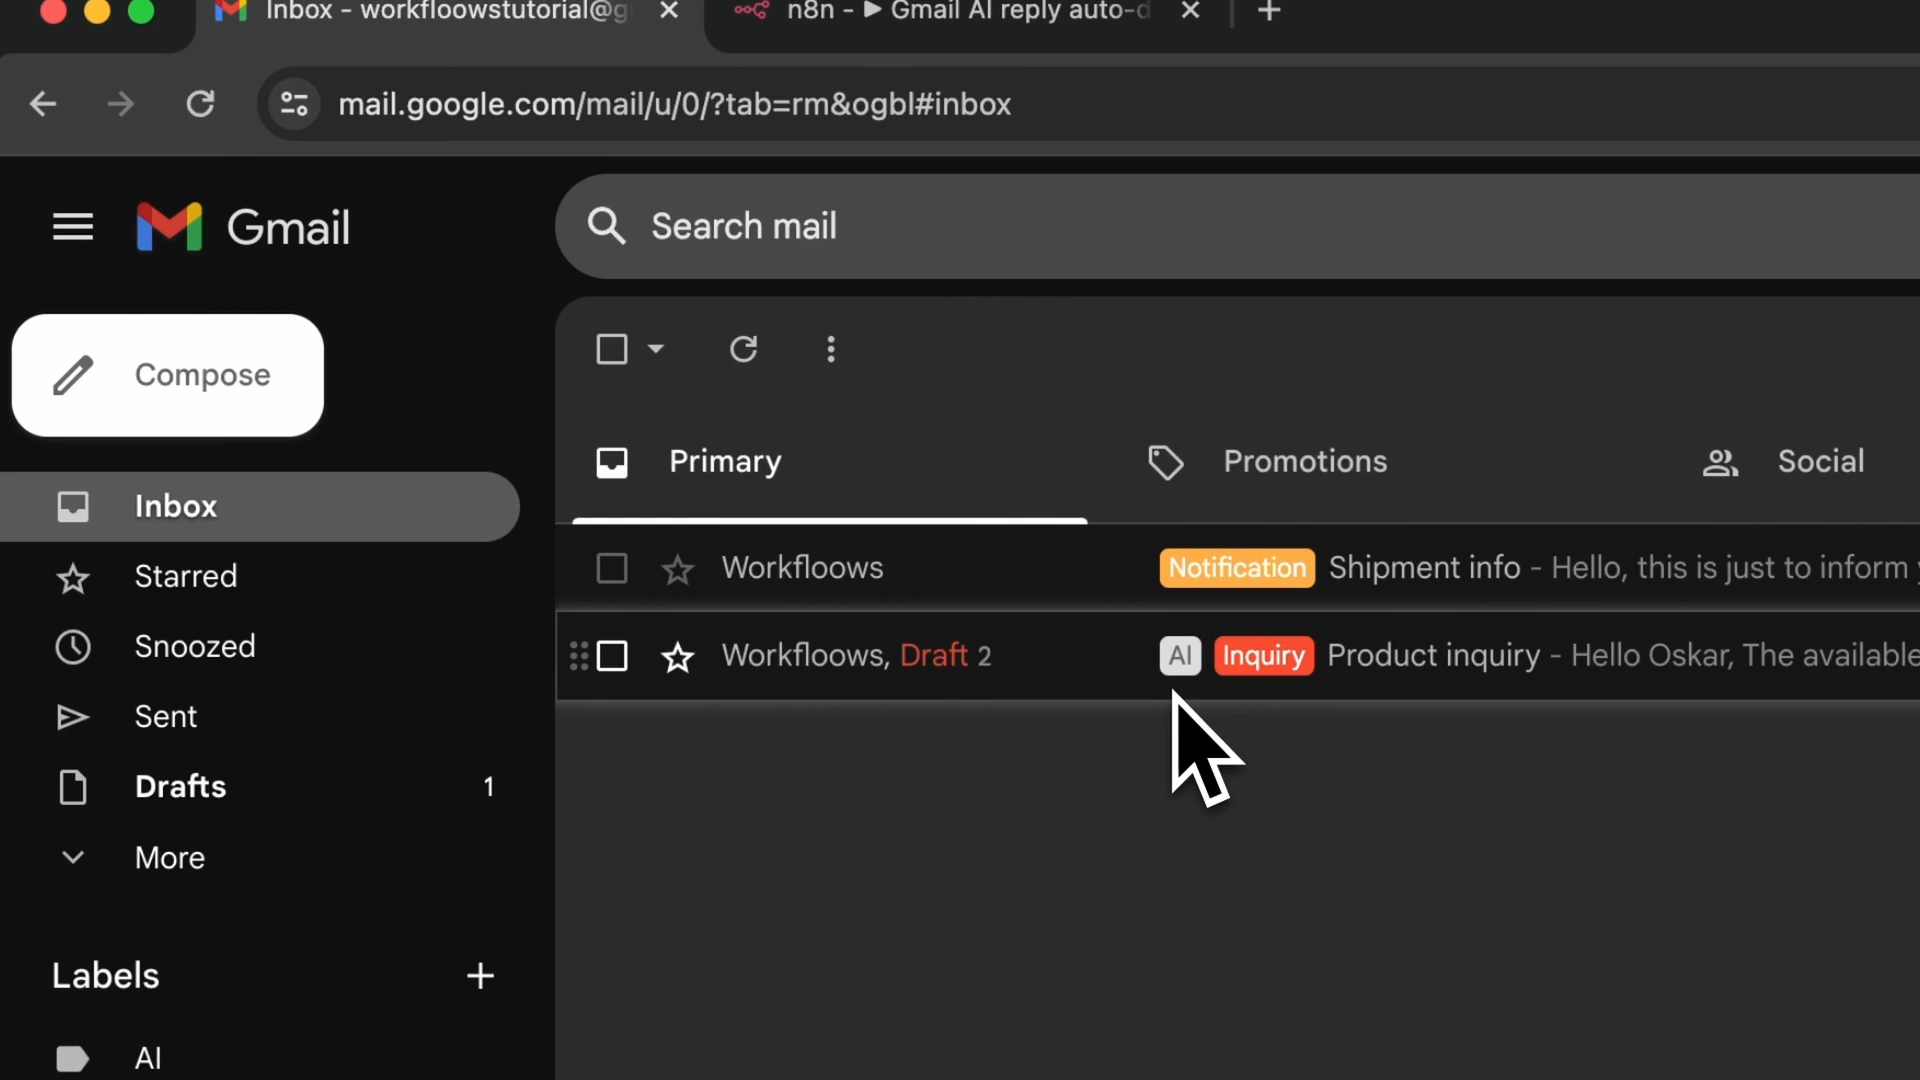 Inbox - workfloowstutorial@g
n8n - ▶ Gmail AI reply auto-d
mail.google.com/mail/u/0/?tab=rm&ogbl#inbox
Gmail
Search mail
Compose
Primary
Promotions
Social
Inbox
Workfloows
Notification Shipment info - Hello, this is just to inform
Starred
Workfloows, Draft 2
AI Inquiry Product inquiry - Hello Oskar, The available
Snoozed
Sent
Drafts 1
More
Labels
AI